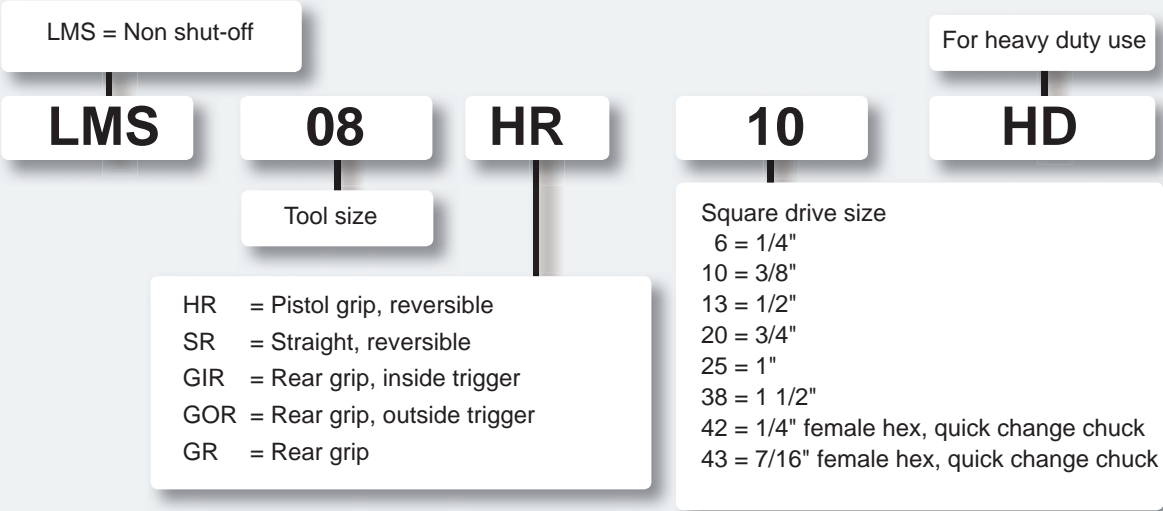 LMS = Non shut-off
For heavy duty use
LMS 08 HR 10 HD
Tool size
HR = Pistol grip, reversible
SR = Straight, reversible
GIR = Rear grip, inside trigger
GOR = Rear grip, outside trigger
GR = Rear grip
Square drive size
6 = 1/4"
10 = 3/8"
13 = 1/2"
20 = 3/4"
25 = 1"
38 = 1 1/2"
42 = 1/4" female hex, quick change chuck
43 = 7/16" female hex, quick change chuck